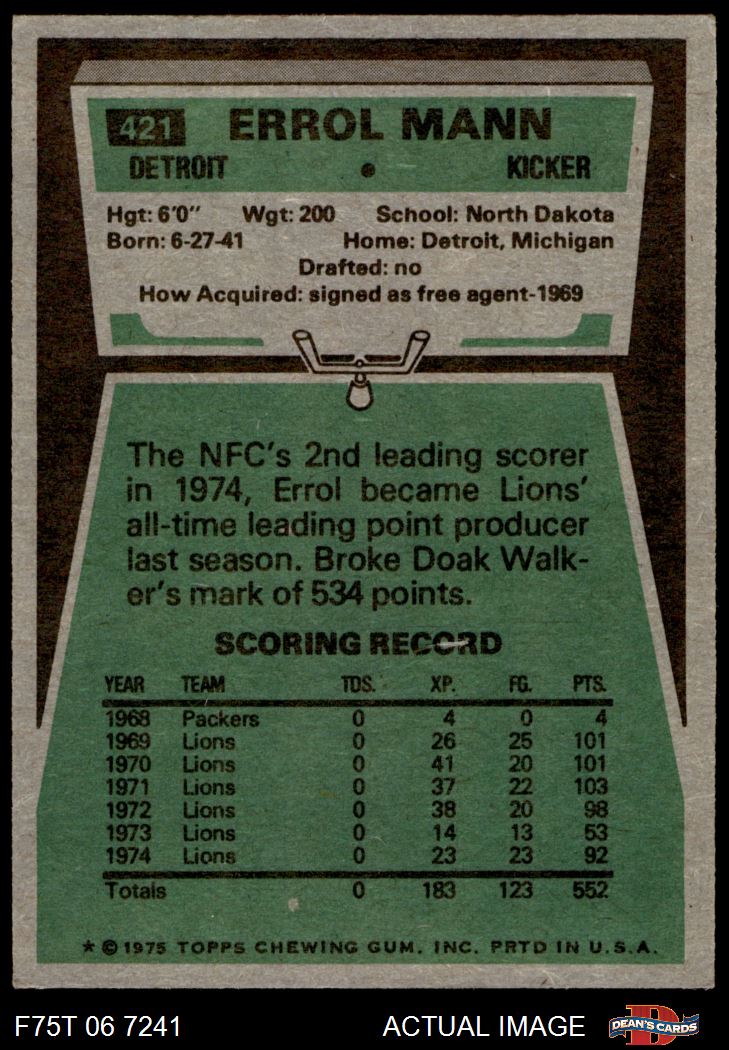 421 ERROL MANN
DETROIT • KICKER
Hgt: 6'0" Wgt: 200 School: North Dakota
Born: 6-27-41 Home: Detroit, Michigan
Drafted: no
How Acquired: signed as free agent-1969
The NFC's 2nd leading scorer
in 1974, Errol became Lions'
all-time leading point producer
last season. Broke Doak Walk-
er's mark of 534 points.
SCORING RECORD
YEAR TEAM TDS. XP. FG. PTS.
1968 Packers 0 4 0 4
1969 Lions 0 26 25 101
1970 Lions 0 41 20 101
1971 Lions 0 37 22 103
1972 Lions 0 38 20 98
1973 Lions 0 14 13 53
1974 Lions 0 23 23 92
Totals 0 183 123 552
* © 1975 TOPPS CHEWING GUM, INC. PRTD IN U.S.A.
F75T 06 7241 ACTUAL IMAGE DEAN'S CARDS